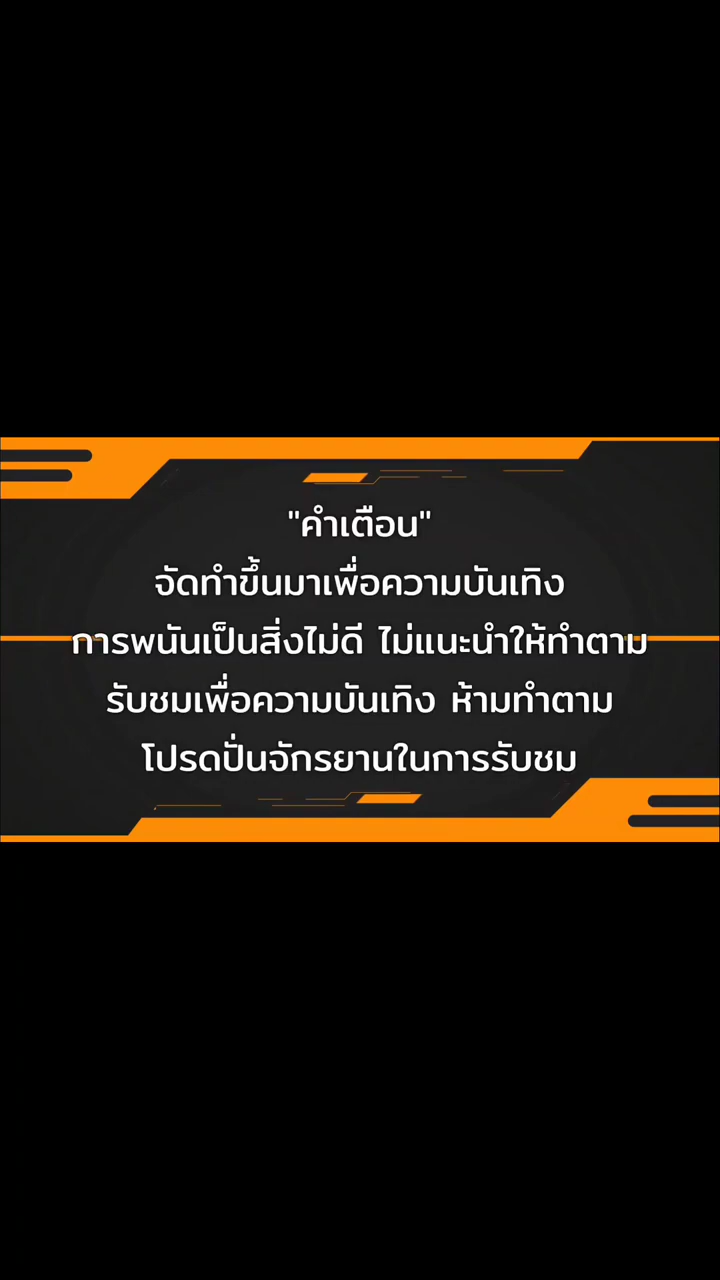 "คำเตือน"
จัดทำขึ้นมาเพื่อความบันเทิง
การพนันเป็นสิ่งไม่ดี ไม่แนะนำให้ทำตาม
รับชมเพื่อความบันเทิง ห้ามทำตาม
โปรดปั่นจักรยานในการรับชม